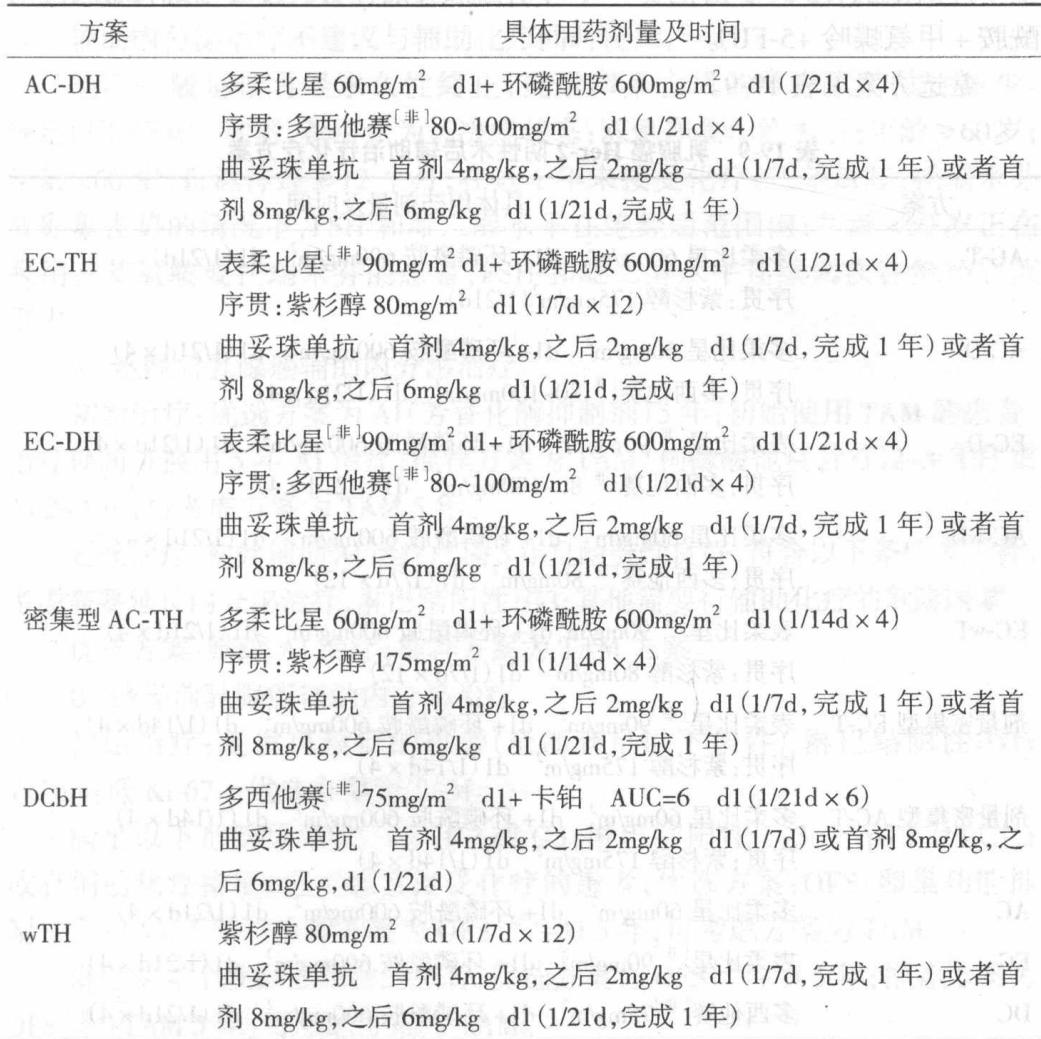 方案 具体用药剂量及时间
AC-DH 多柔比星 60mg/m² d1+ 环磷酰胺 600mg/m² d1(1/21d×4)
序贯:多西他赛[非]80~100mg/m² d1(1/21d×4)
曲妥珠单抗 首剂 4mg/kg,之后 2mg/kg d1(1/7d,完成 1 年)或者首
剂 8mg/kg,之后 6mg/kg d1(1/21d,完成 1 年)
EC-TH 表柔比星[非]90mg/m² d1+ 环磷酰胺 600mg/m² d1(1/21d×4)
序贯:紫杉醇 80mg/m² d1(1/7d×12)
曲妥珠单抗 首剂 4mg/kg,之后 2mg/kg d1(1/7d,完成 1 年)或者首
剂 8mg/kg,之后 6mg/kg d1(1/21d,完成 1 年)
EC-DH 表柔比星[非]90mg/m² d1+ 环磷酰胺 600mg/m² d1(1/21d×4)
序贯:多西他赛[非]80~100mg/m² d1(1/21d×4)
曲妥珠单抗 首剂 4mg/kg,之后 2mg/kg d1(1/7d,完成 1 年)或者首
剂 8mg/kg,之后 6mg/kg d1(1/21d,完成 1 年)
密集型 AC-TH 多柔比星 60mg/m² d1+ 环磷酰胺 600mg/m² d1(1/14d×4)
序贯:紫杉醇 175mg/m² d1(1/14d×4)
曲妥珠单抗 首剂 4mg/kg,之后 2mg/kg d1(1/7d,完成 1 年)或者首
剂 8mg/kg,之后 6mg/kg d1(1/21d,完成 1 年)
DCbH 多西他赛[非]75mg/m² d1+ 卡铂 AUC=6 d1(1/21d×6)
曲妥珠单抗 首剂 4mg/kg,之后 2mg/kg d1(1/7d)或首剂 8mg/kg,之
后 6mg/kg,d1(1/21d)
wTH 紫杉醇 80mg/m² d1(1/7d×12)
曲妥珠单抗 首剂 4mg/kg,之后 2mg/kg d1(1/7d,完成 1 年)或者首
剂 8mg/kg,之后 6mg/kg d1(1/21d,完成 1 年)